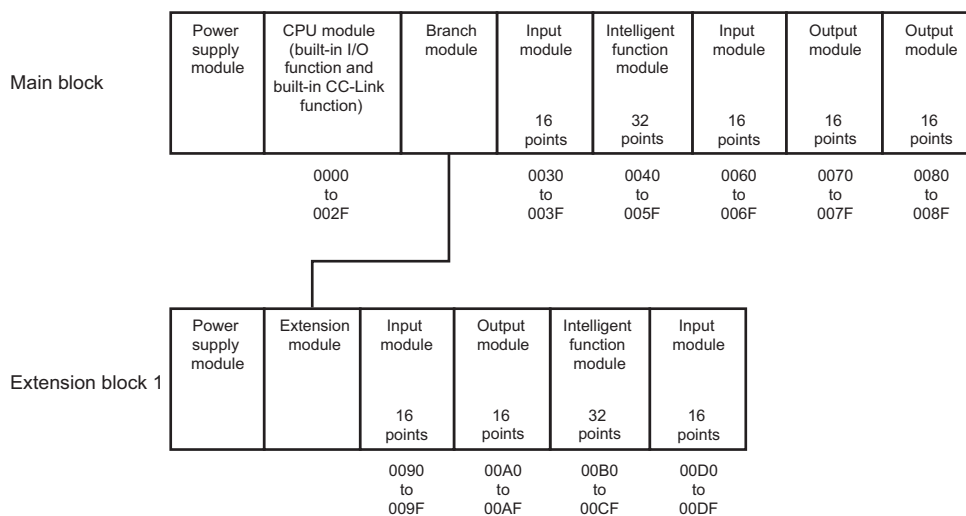 Main block
Power
supply
module
CPU module
(built-in I/O
function and
built-in CC-Link
function)
Branch
module
Input
module
16
points
Intelligent
function
module
32
points
Input
module
16
points
Output
module
16
points
Output
module
16
points
0000
to
002F
0030
to
003F
0040
to
005F
0060
to
006F
0070
to
007F
0080
to
008F
Extension block 1
Power
supply
module
Extension
module
Input
module
16
points
Output
module
16
points
Intelligent
function
module
32
points
Input
module
16
points
0090
to
009F
00A0
to
00AF
00B0
to
00CF
00D0
to
00DF